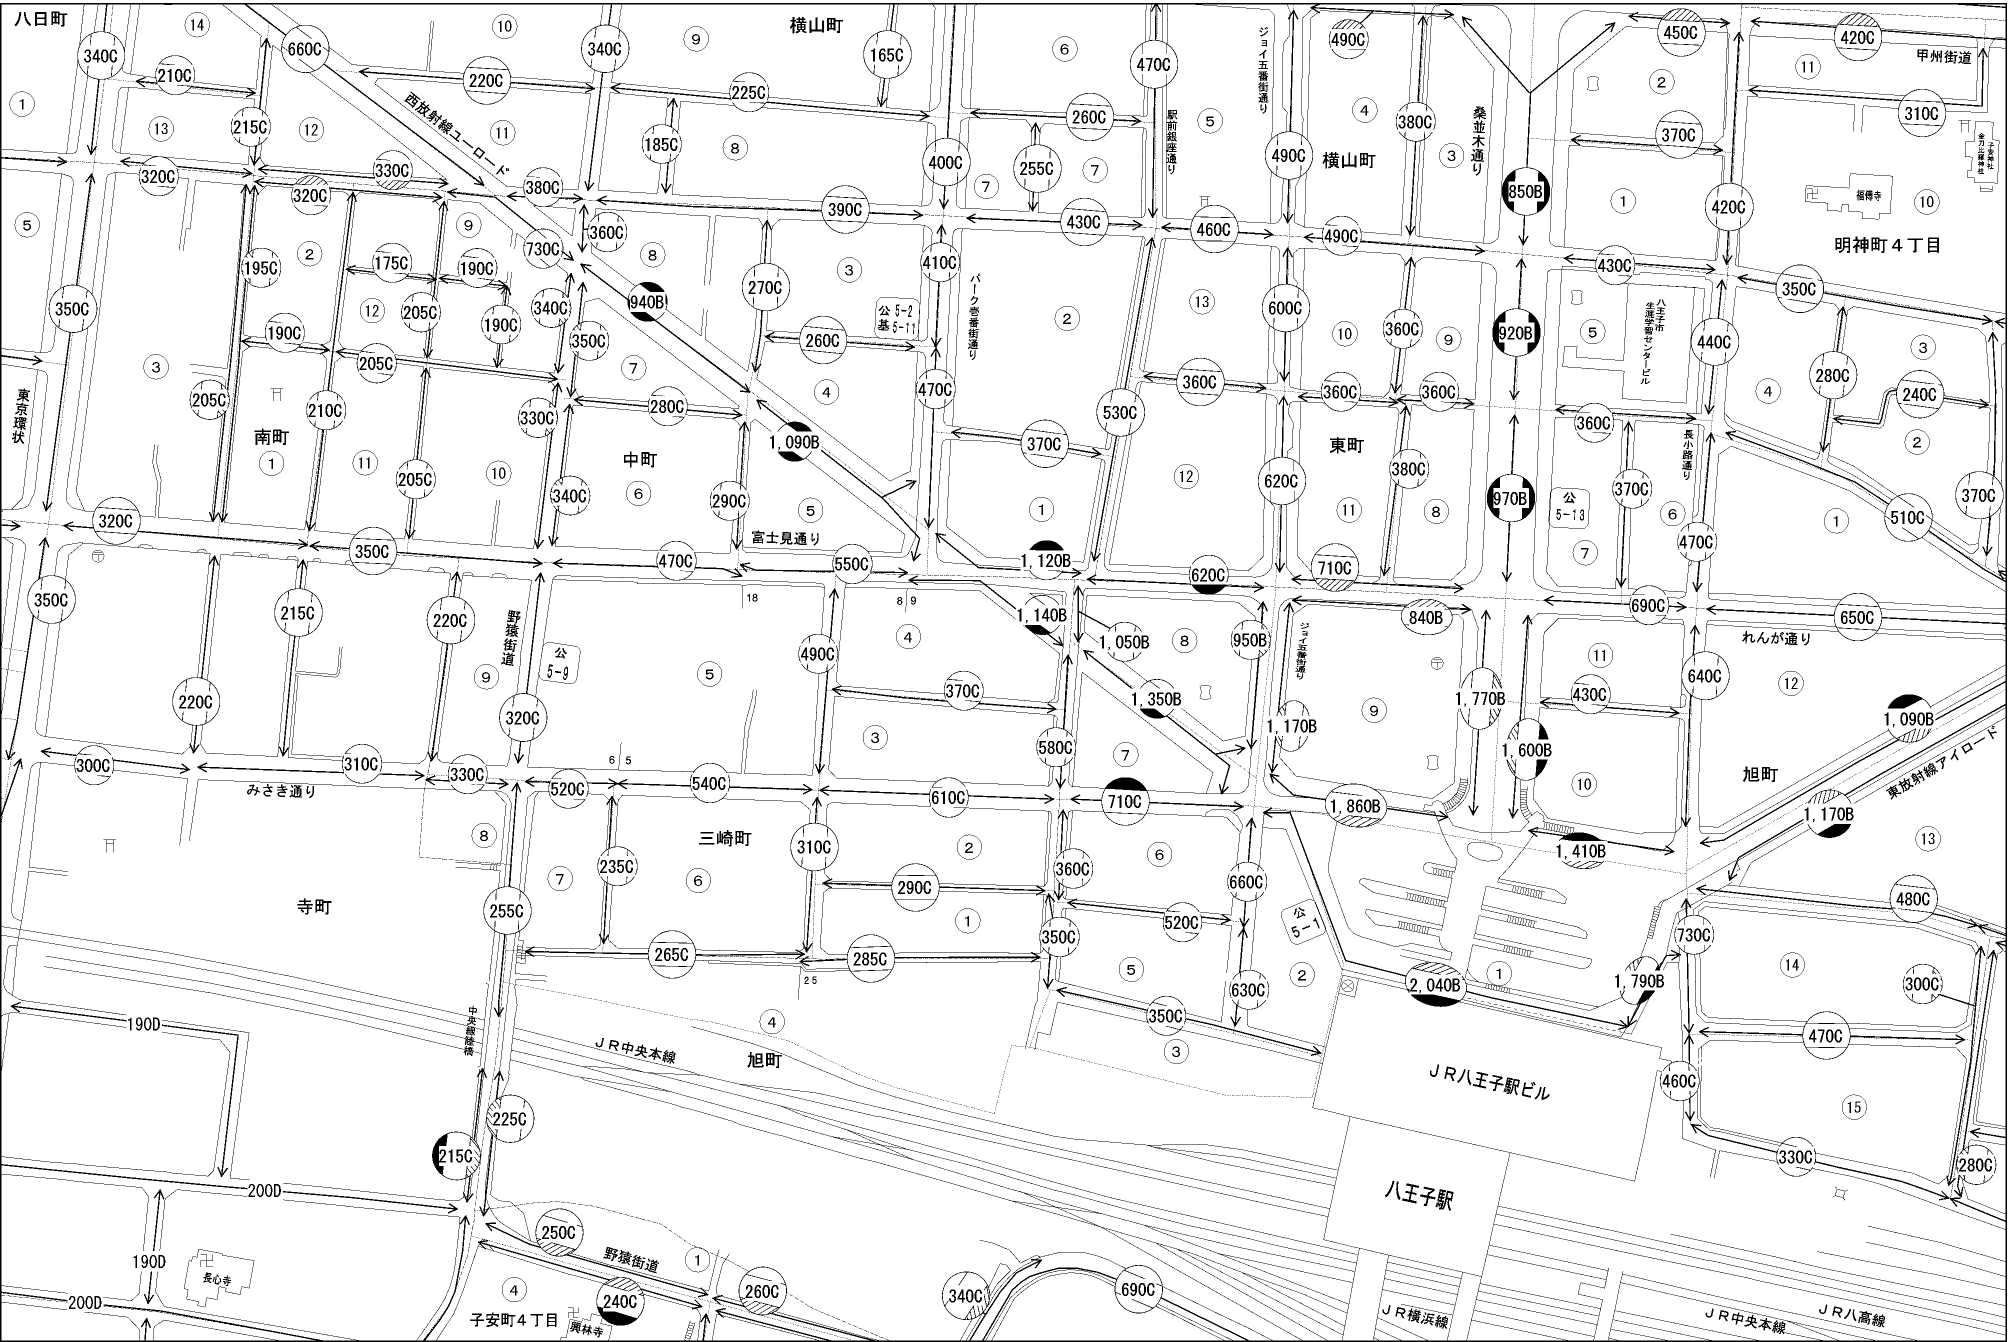 八日町
14
10
9
横山町
6
2
11
甲州街道
340C
660C
340C
165C
470C
490C
450C
420C
210C
220C
225C
ジョイ五番街通り
4
380C
1
13
215C
12
西放射線ユーロード
11
185C
8
260C
駅前銀座通り
5
370C
310C
320C
330C
320C
380C
400C
255C
7
7
490C
横山町
3
桑並木通り
850B
1
420C
子安神社
金刀比羅神社
福傳寺
10
明神町4丁目
5
9
360C
390C
430C
460C
490C
430C
350C
195C
2
175C
190C
730C
8
3
410C
パーク壱番街通り
270C
公 5-2
基 5-11
350C
190C
12
205C
190C
340C
350C
940B
260C
2
13
600C
10
360C
9
920B
5
八王子市
生涯学習センタービル
440C
280C
3
3
205C
205C
7
4
470C
360C
360C
360C
360C
4
240C
東京環状
南町
1
210C
11
205C
10
330C
280C
中町
6
340C
290C
1,090B
5
370C
530C
12
620C
東町
11
380C
8
970B
公
5-13
370C
長小路通り
6
7
470C
2
370C
1
510C
320C
350C
470C
富士見通り
550C
1
1,120B
620C
710C
690C
650C
れんが通り
350C
215C
220C
220C
野猿街道
9
公
5-9
320C
18
8 9
490C
4
1,140B
1,050B
8
950B
ジョイ五番街通り
840B
11
640C
12
5
370C
3
580C
1,350B
7
1,170B
9
1,770B
1,600B
430C
10
旭町
1,090B
東放射線アイロード
300C
みさき通り
310C
330C
520C
6 5
540C
610C
710C
1,860B
1,410B
1,170B
13
8
三崎町
7
235C
6
310C
2
290C
360C
6
660C
480C
寺町
255C
1
520C
公
5-1
730C
265C
285C
25
350C
5
630C
2
2,040B
1
1,790B
14
300C
190D
中央線陸橋
4
JR中央本線
旭町
350C
3
470C
JR八王子駅ビル
460C
15
215C
225C
330C
280C
200D
八王子駅
190D
長心寺
250C
野猿街道
1
260C
200D
4
240C
子安町4丁目
興林寺
340C
690C
JR横浜線
JR中央本線
JR八高線